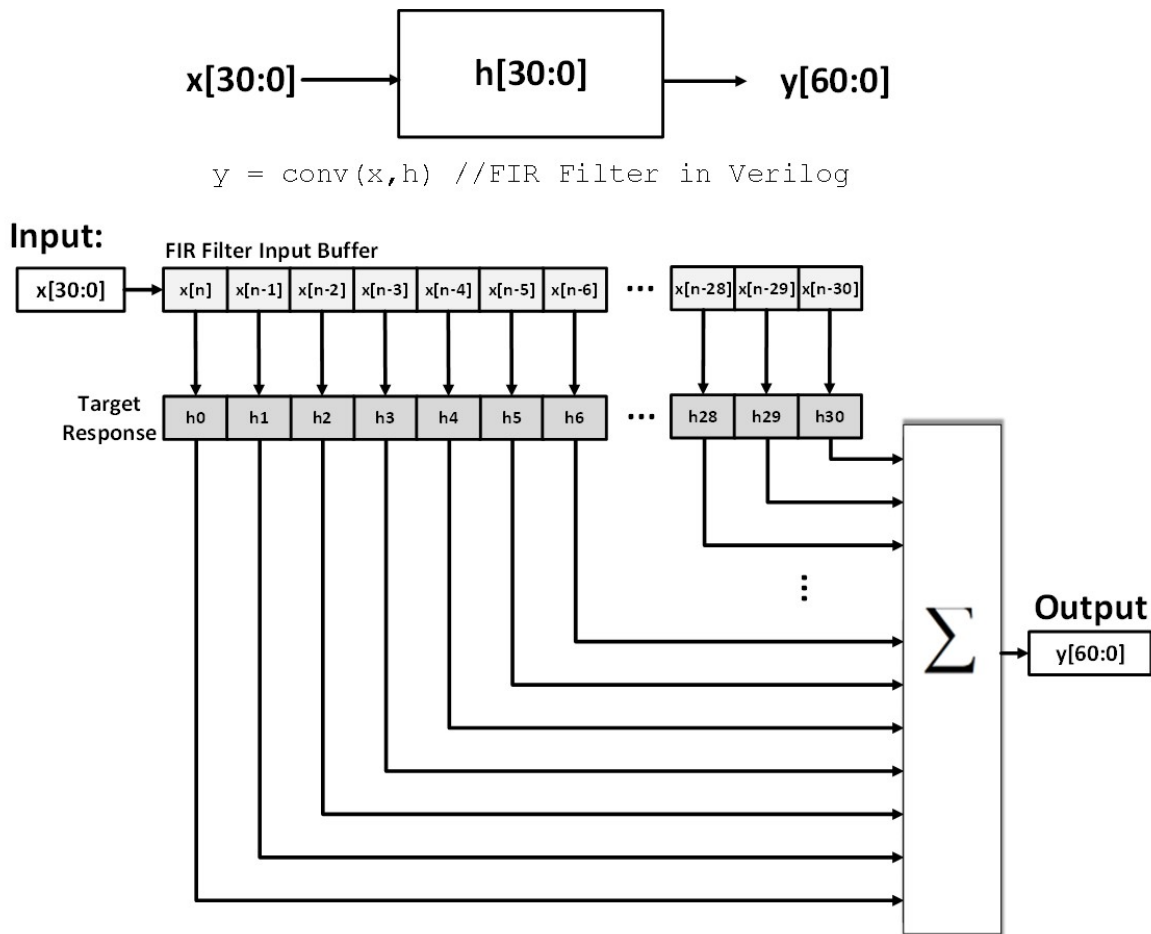 x[30:0] h[30:0] y[60:0]
y = conv(x,h) //FIR Filter in Verilog
Input:
FIR Filter Input Buffer
x[30:0] x[n] x[n-1] x[n-2] x[n-3] x[n-4] x[n-5] x[n-6] ... x[n-28] x[n-29] x[n-30]
Target
Response
h0 h1 h2 h3 h4 h5 h6 ... h28 h29 h30
⋮
∑
Output
y[60:0]